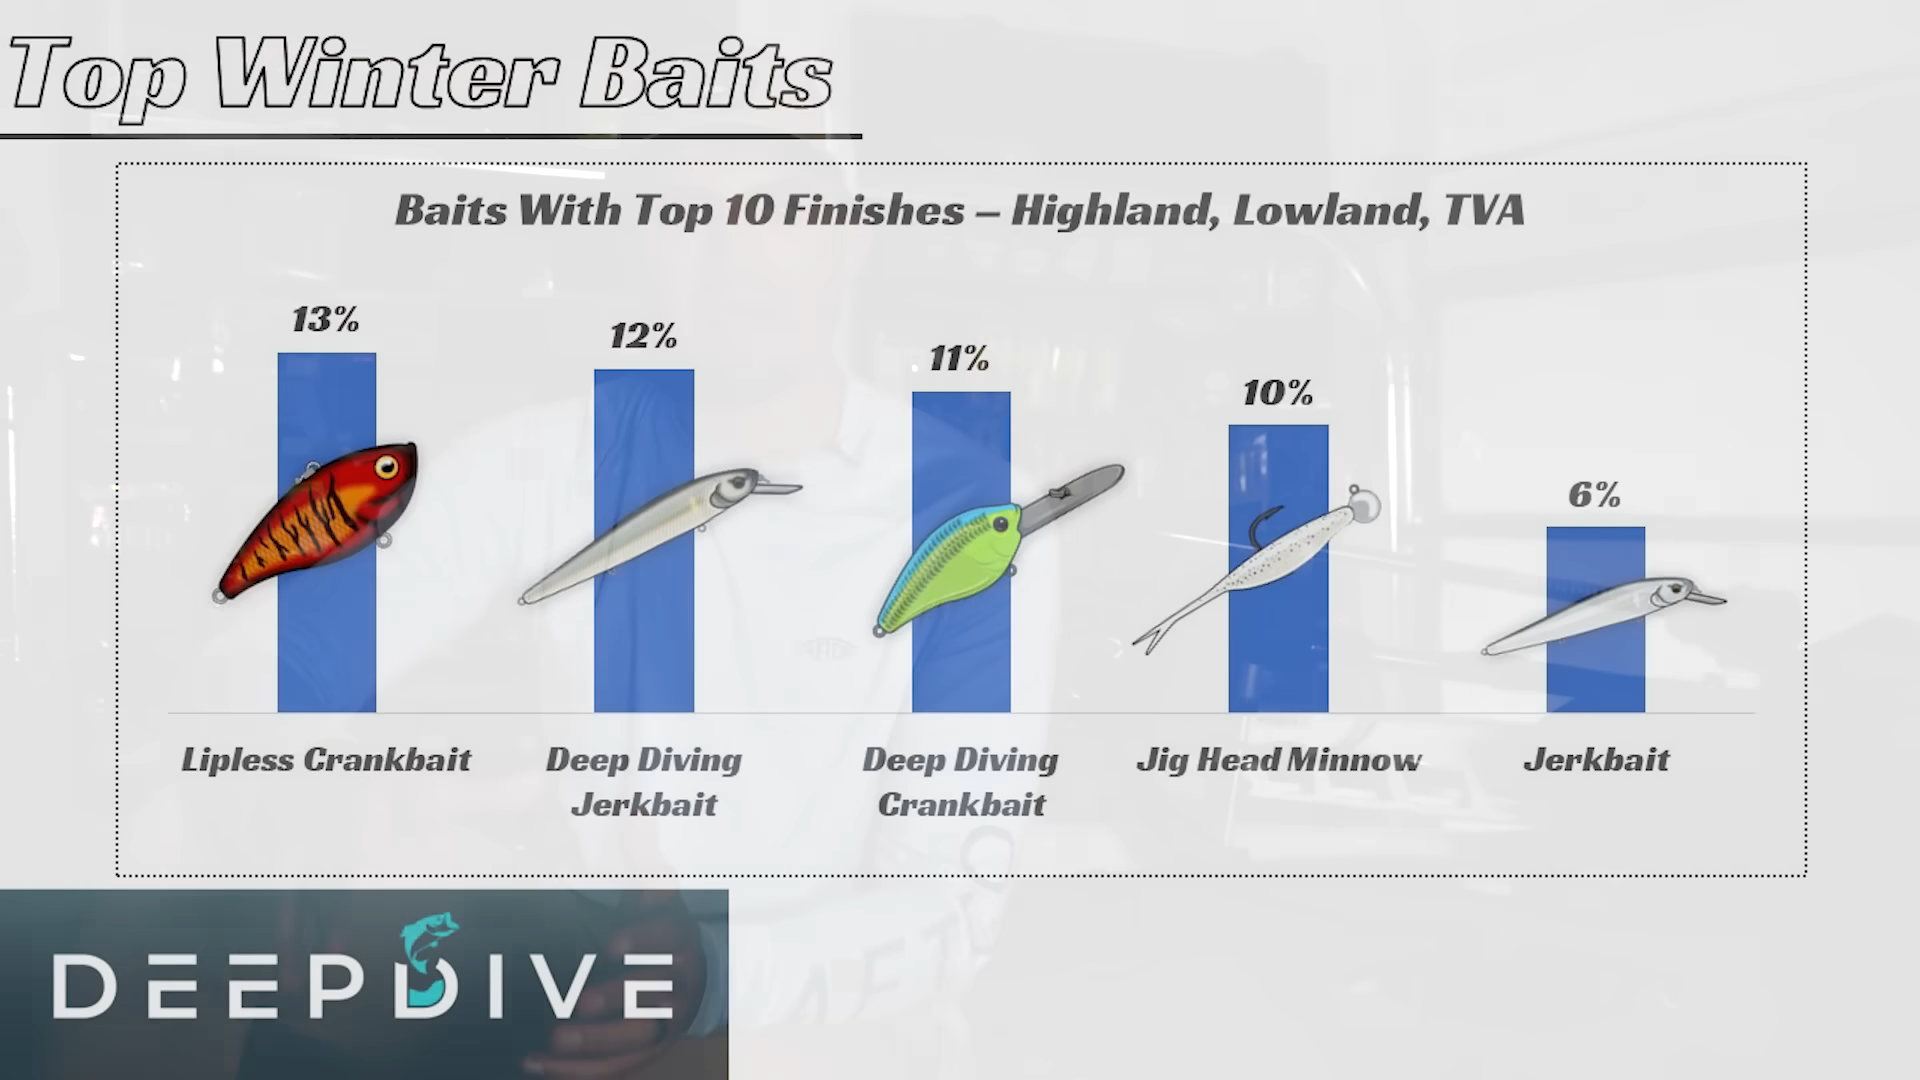 Top Winter Baits
Baits With Top 10 Finishes – Highland, Lowland, TVA
13%
12%
11%
10%
6%
Lipless Crankbait
Deep Diving
Jerkbait
Deep Diving
Crankbait
Jig Head Minnow
Jerkbait
DEEPDIVE
AFTCO